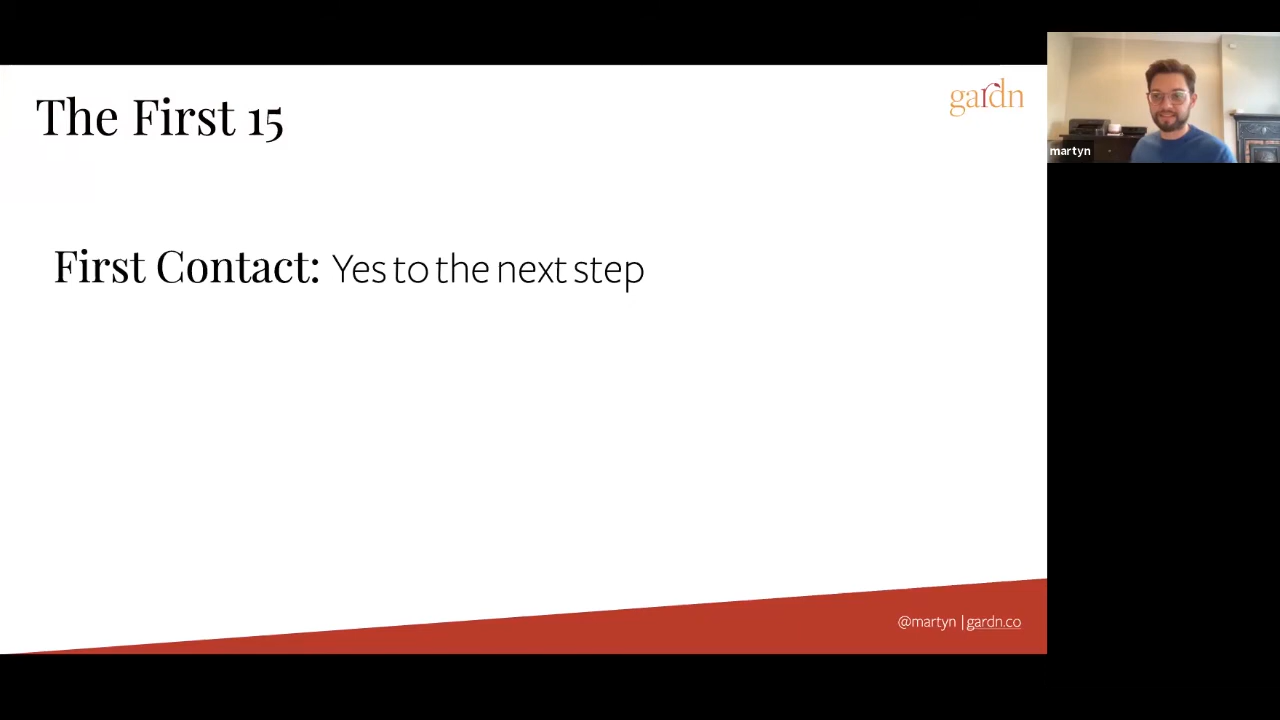 The First 15
gardn
martyn
First Contact: Yes to the next step
@martyn | gardn.co